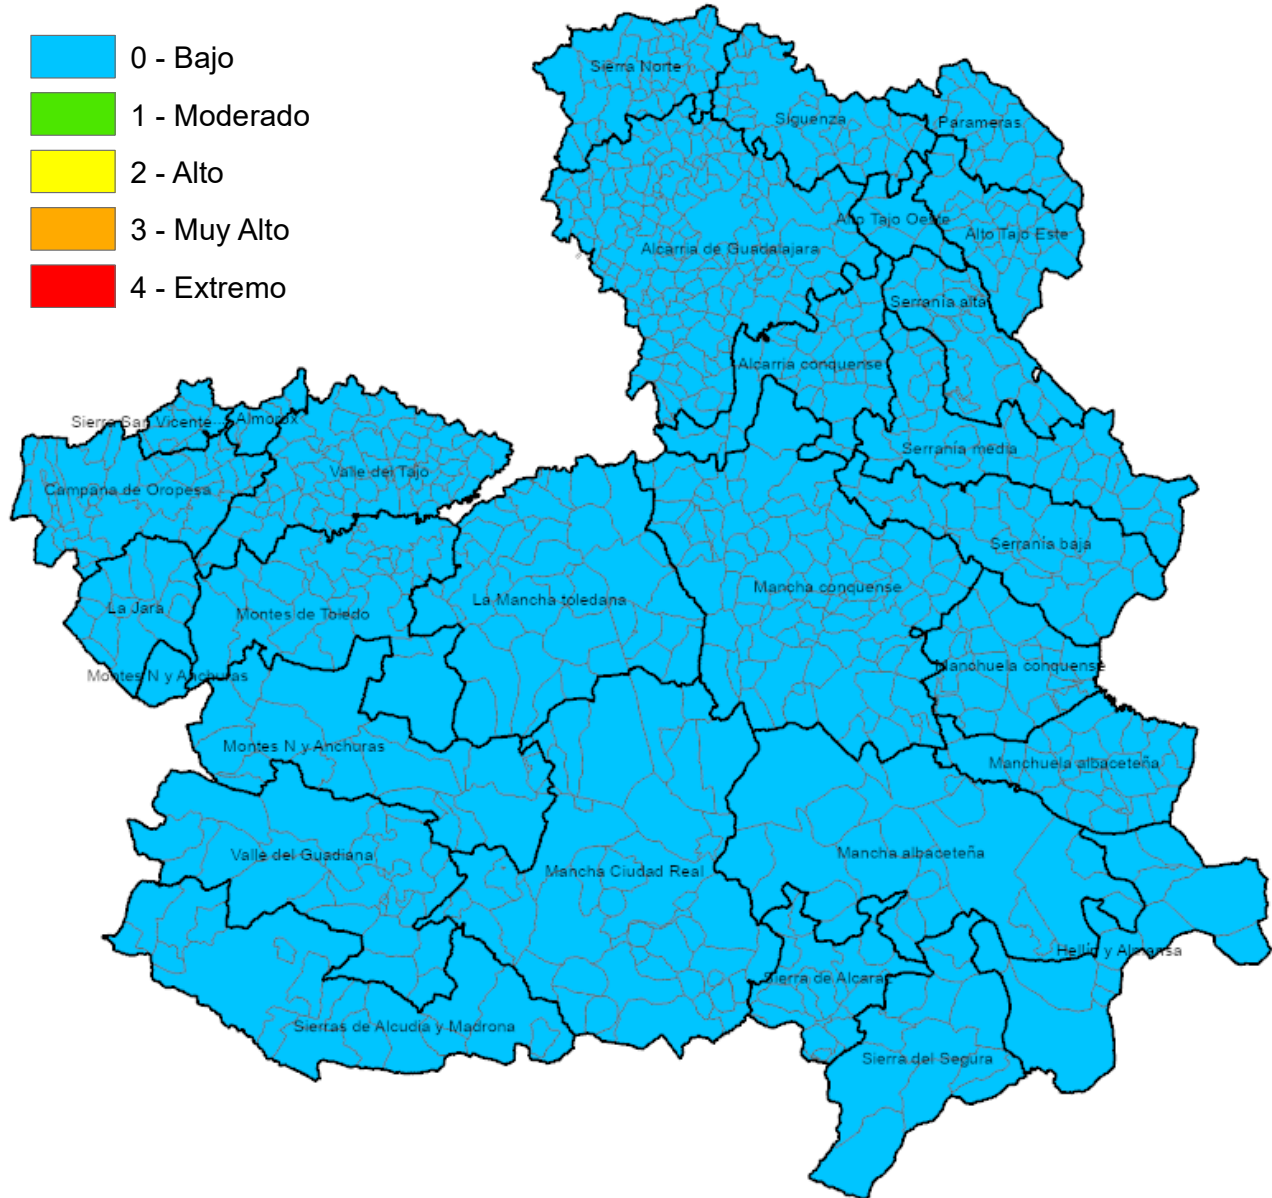 0 - Bajo
1 - Moderado
2 - Alto
3 - Muy Alto
4 - Extremo
Sierra Norte
Siguenza
Parameras
Alto Tajo Oeste
Alto Tajo Este
Alcarria de Guadalajara
Serranía alta
Alcarria conquense
Sierra San Vicente
Almorox
Serranía media
Valle del Tajo
Campana de Oropesa
Serranía baja
Mancha conquense
La Mancha toledana
La Jara
Montes de Toledo
Manchuela conquense
Montes N y Anchuras
Montes N y Anchuras
Manchuela albaceteña
Mancha albaceteña
Valle del Guadiana
Mancha Ciudad Real
Hellín y Almansa
Sierra de Alcaraz
Sierras de Alcudia y Madrona
Sierra del Segura